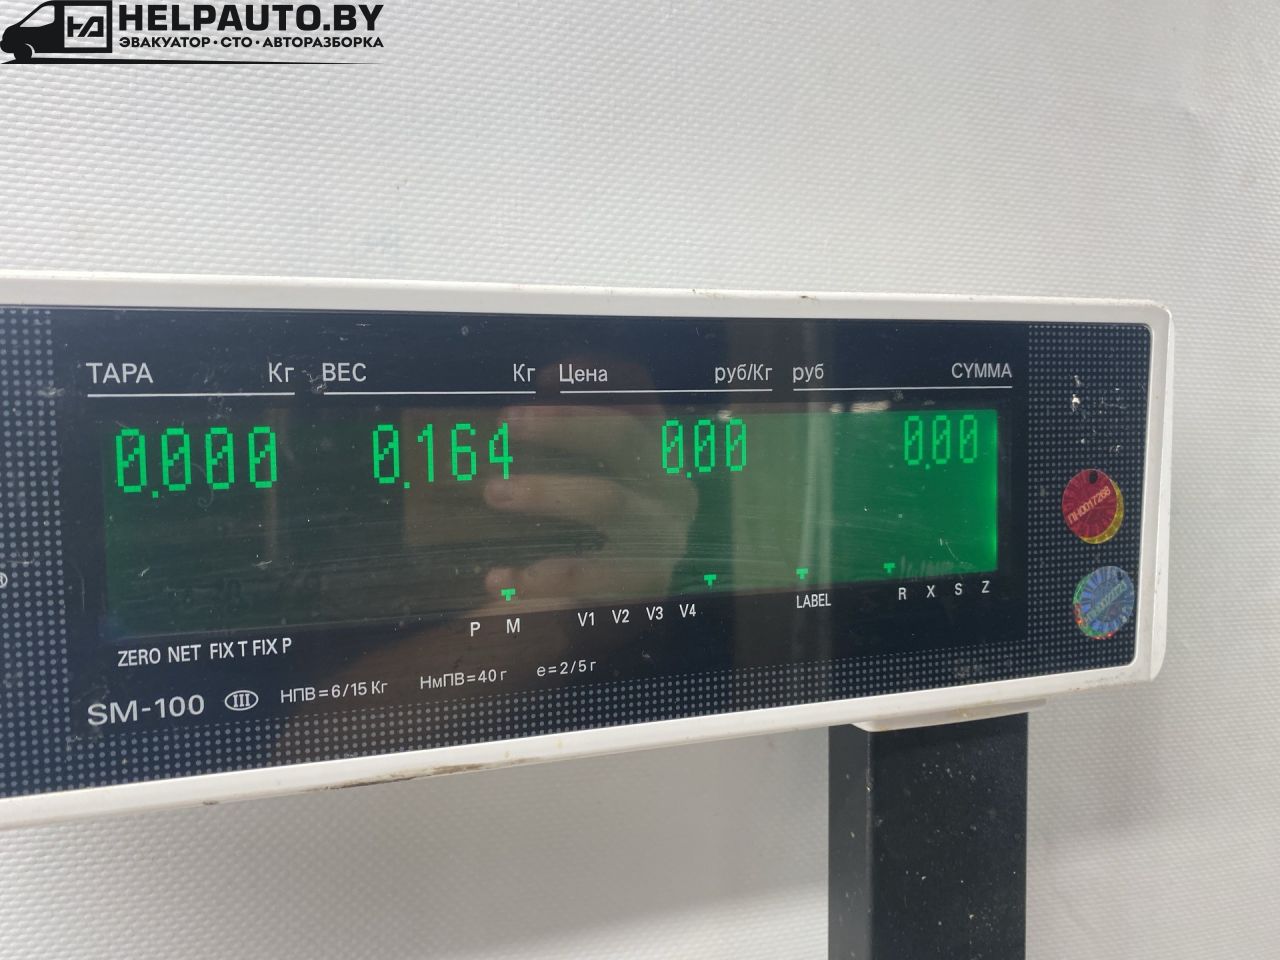 HELPAUTO.BY
ЭВАКУАТОР·СТО·АВТОРАЗБОРКА
ТАРА Кг ВЕС Кг Цена руб/Кг руб СУММА
0.000 0.164 0.00 0.00
P M V1 V2 V3 V4 LABEL R X S Z
ZERO NET FIX T FIX P
SM-100 III НПВ=6/15 Кг НмПВ=40 г e=2/5 г
ПН0017268